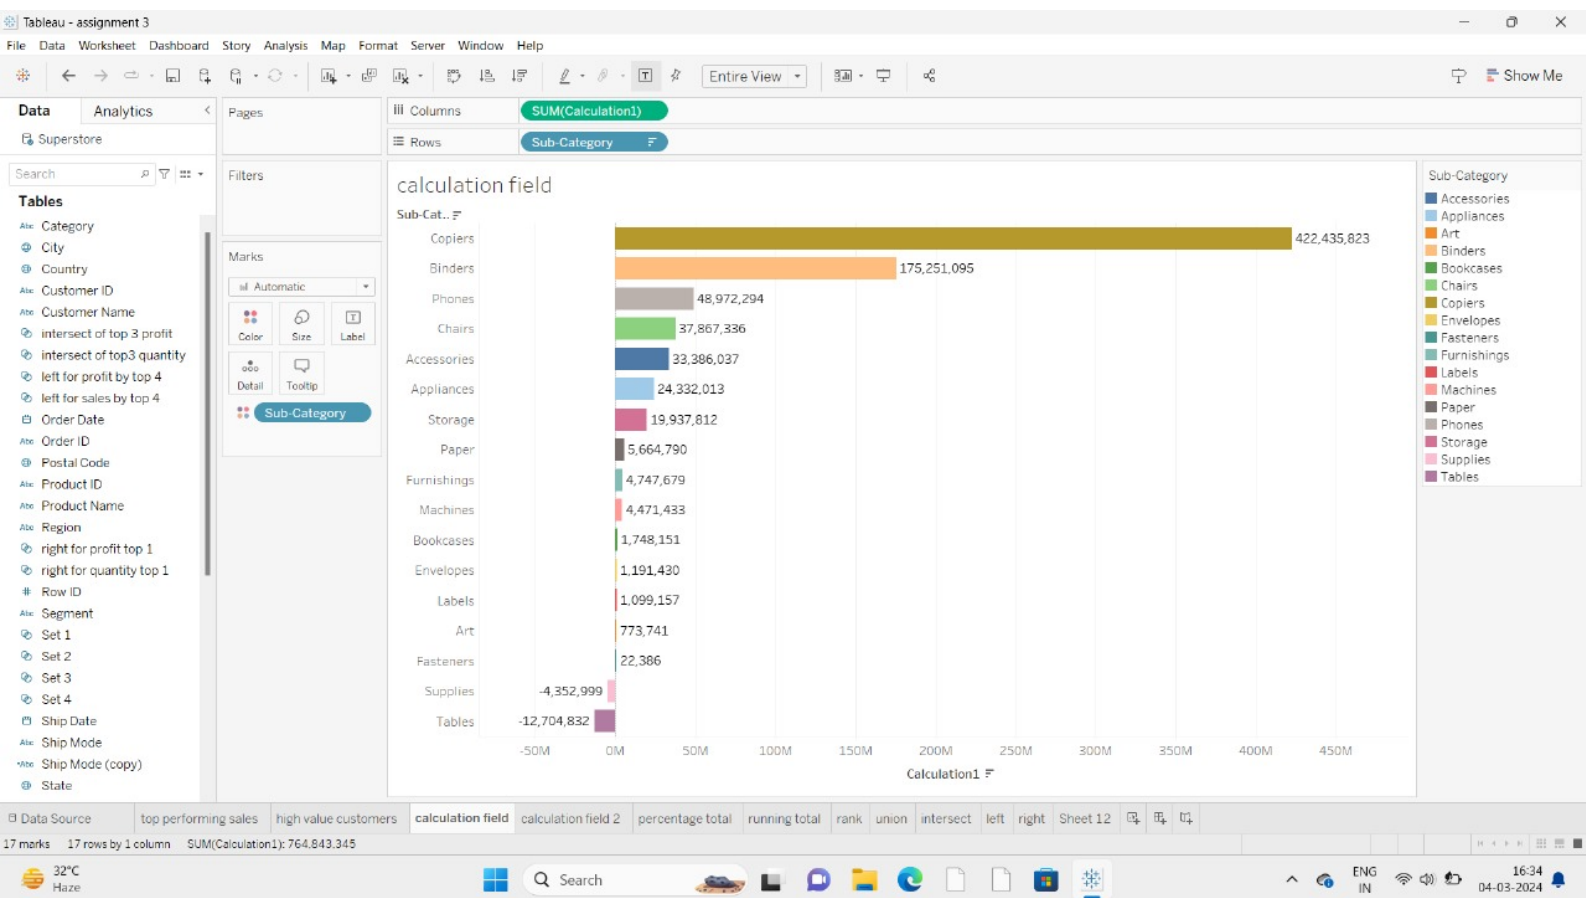 Tableau - assignment 3
File Data Worksheet Dashboard Story Analysis Map Format Server Window Help
Entire View
Show Me
Data Analytics
Superstore
Search
Tables
Abc Category
City
Country
Abc Customer ID
Abc Customer Name
intersect of top 3 profit
intersect of top3 quantity
left for profit by top 4
left for sales by top 4
Order Date
Abc Order ID
Postal Code
Abc Product ID
Abc Product Name
Abc Region
right for profit top 1
right for quantity top 1
# Row ID
Abc Segment
Set 1
Set 2
Set 3
Set 4
Ship Date
Abc Ship Mode
Abc Ship Mode (copy)
State
Pages
Filters
Marks
Automatic
Color Size Label
Detail Tooltip
Sub-Category
Columns SUM(Calculation1)
Rows Sub-Category
calculation field
Sub-Cat..
Copiers 422,435,823
Binders 175,251,095
Phones 48,972,294
Chairs 37,867,336
Accessories 33,386,037
Appliances 24,332,013
Storage 19,937,812
Paper 5,664,790
Furnishings 4,747,679
Machines 4,471,433
Bookcases 1,748,151
Envelopes 1,191,430
Labels 1,099,157
Art 773,741
Fasteners 22,386
Supplies -4,352,999
Tables -12,704,832
-50M 0M 50M 100M 150M 200M 250M 300M 350M 400M 450M
Calculation1
Sub-Category
Accessories
Appliances
Art
Binders
Bookcases
Chairs
Copiers
Envelopes
Fasteners
Furnishings
Labels
Machines
Paper
Phones
Storage
Supplies
Tables
Data Source top performing sales high value customers calculation field calculation field 2 percentage total running total rank union intersect left right Sheet 12
17 marks 17 rows by 1 column SUM(Calculation1): 764,843,345
32°C
Haze
Search
ENG
IN
16:34
04-03-2024